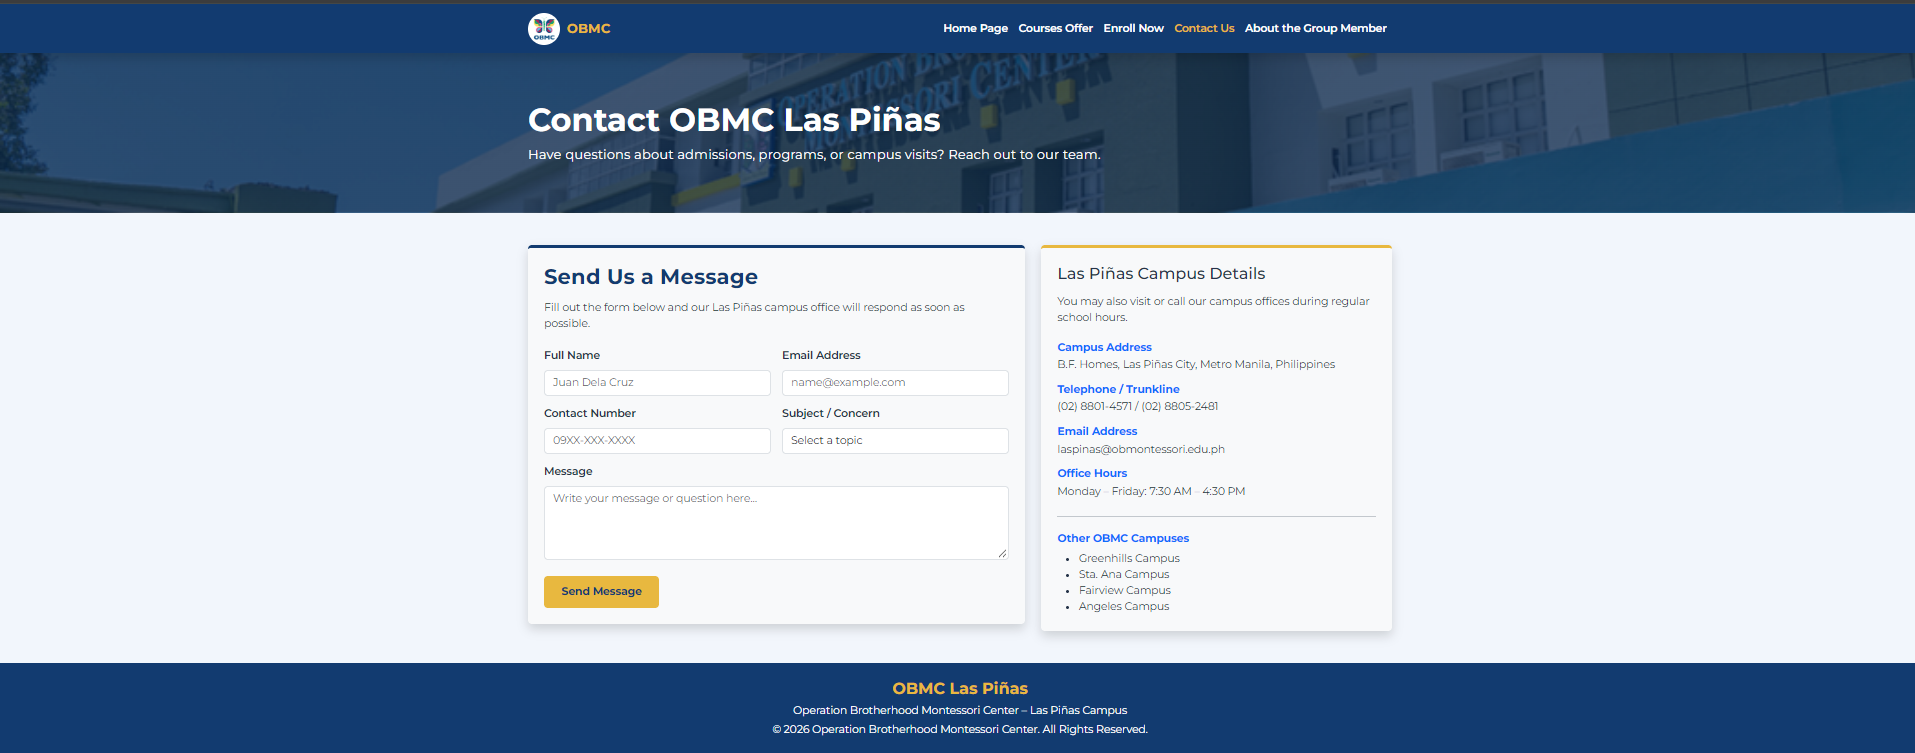 OBMC
OBMC
Home Page
Courses Offer
Enroll Now
Contact Us
About the Group Member
OPERATION BRO
MONTESSORI CENTER
Contact OBMC Las Piñas
Have questions about admissions, programs, or campus visits? Reach out to our team.
Send Us a Message
Fill out the form below and our Las Piñas campus office will respond as soon as
possible.
Full Name
Juan Dela Cruz
Email Address
name@example.com
Contact Number
09XX-XXX-XXXX
Subject / Concern
Select a topic
Message
Write your message or question here...
Send Message
Las Piñas Campus Details
You may also visit or call our campus offices during regular
school hours.
Campus Address
B.F. Homes, Las Piñas City, Metro Manila, Philippines
Telephone / Trunkline
(02) 8801-4571 / (02) 8805-2481
Email Address
laspinas@obmontessori.edu.ph
Office Hours
Monday – Friday: 7:30 AM – 4:30 PM
Other OBMC Campuses
• Greenhills Campus
• Sta. Ana Campus
• Fairview Campus
• Angeles Campus
OBMC Las Piñas
Operation Brotherhood Montessori Center – Las Piñas Campus
© 2026 Operation Brotherhood Montessori Center. All Rights Reserved.